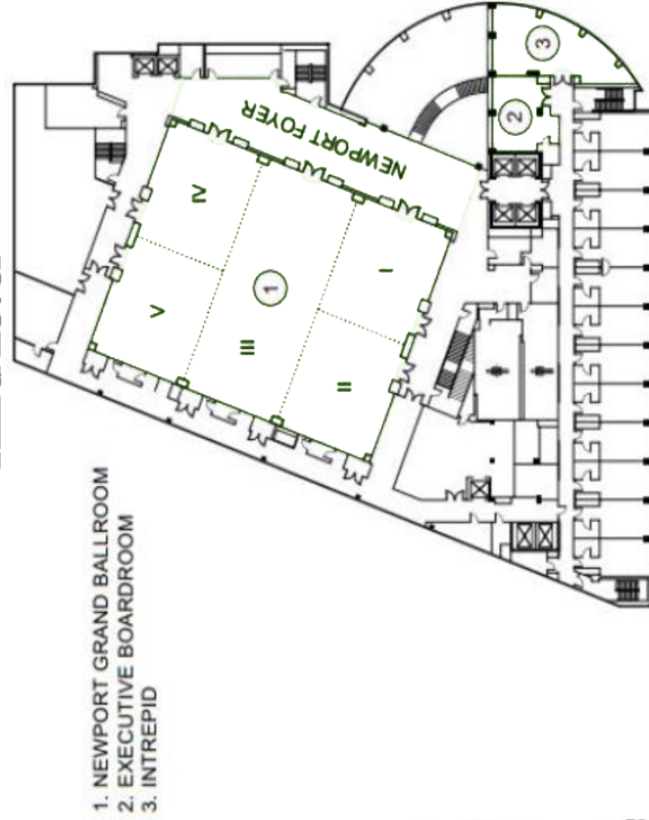 1. NEWPORT GRAND BALLROOM
2. EXECUTIVE BOARDROOM
3. INTREPID
NEWPORT FOYER
IV
V
1
III
I
II
3
2